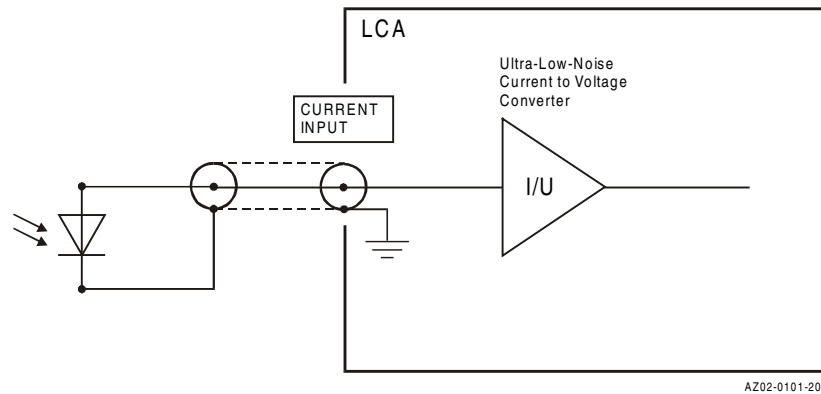 LCA
Ultra-Low-Noise
Current to Voltage
Converter
CURRENT
INPUT
I/U
AZ02-0101-20